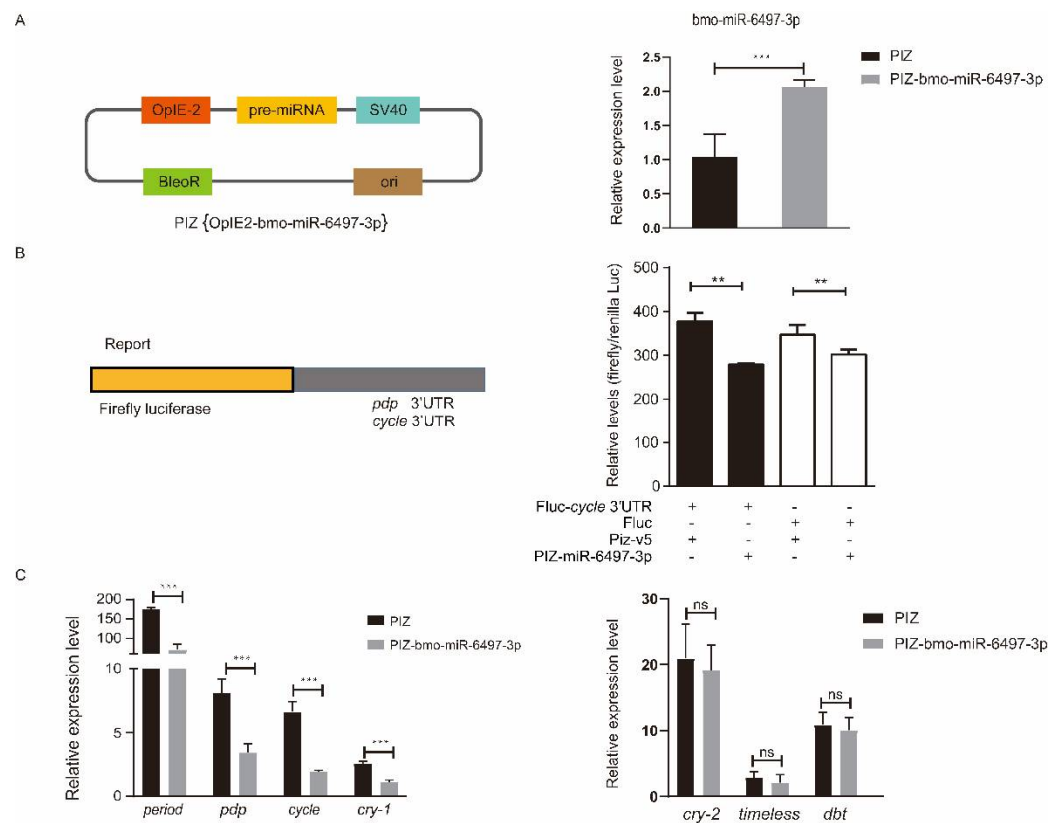 A
bmo-miR-6497-3p
OpIE-2 pre-miRNA SV40
BleoR ori
PIZ {OpIE2-bmo-miR-6497-3p}
Relative expression level
2.5
2.0
1.5
1.0
0.5
0.0
***
PIZ
PIZ-bmo-miR-6497-3p
B
Report
Firefly luciferase
pdp 3'UTR
cycle 3'UTR
Relative levels (firefly/renilla Luc)
500
400
300
200
100
0
** **
Fluc-cycle 3'UTR + + - -
Fluc - - + +
Piz-v5 + - + -
PIZ-miR-6497-3p - + - +
C
Relative expression level
200
150
100
10
5
0
***
***
***
***
PIZ
PIZ-bmo-miR-6497-3p
period pdp cycle cry-1
Relative expression level
30
20
10
0
ns
ns
ns
PIZ
PIZ-bmo-miR-6497-3p
cry-2 timeless dbt